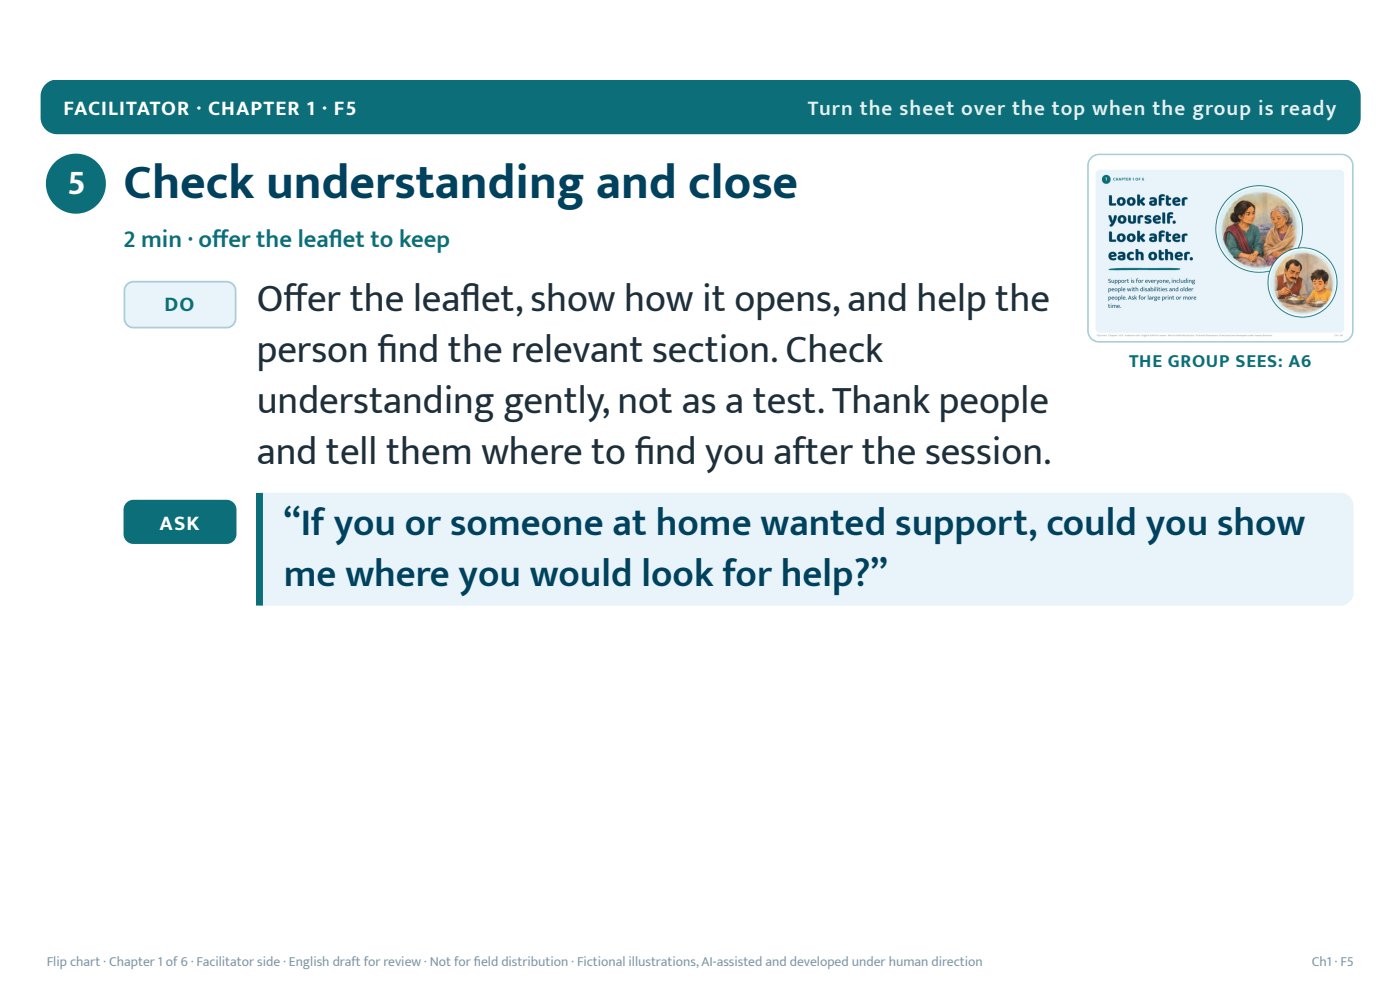 FACILITATOR · CHAPTER 1 · F5
Turn the sheet over the top when the group is ready
5
Check understanding and close
2 min · offer the leaflet to keep
DO
Offer the leaflet, show how it opens, and help the
person find the relevant section. Check
understanding gently, not as a test. Thank people
and tell them where to find you after the session.
1 CHAPTER 1 OF 6
Look after
yourself.
Look after
each other.
Support is for everyone, including
people with disabilities and older
people. Ask for large print or more
time.
THE GROUP SEES: A6
ASK
“If you or someone at home wanted support, could you show
me where you would look for help?”
Flip chart · Chapter 1 of 6 · Facilitator side · English draft for review · Not for field distribution · Fictional illustrations, AI-assisted and developed under human direction
Ch1 · F5